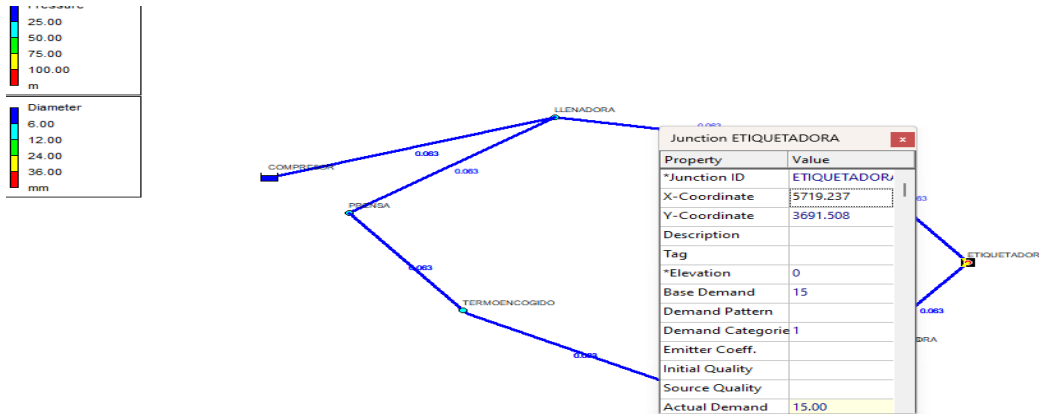 Pressure
25.00
50.00
75.00
100.00
m
Diameter
6.00
12.00
24.00
36.00
mm
LLENADORA
0.063
COMPRESOR
0.063
0.063
PRENSA
0.063
TERMOENCOGIDO
0.063
Junction ETIQUETADORA
x
Property Value
*Junction ID ETIQUETADORA
X-Coordinate 5719.237
Y-Coordinate 3691.508
Description
Tag
*Elevation 0
Base Demand 15
Demand Pattern
Demand Categorie 1
Emitter Coeff.
Initial Quality
Source Quality
Actual Demand 15.00
63
ETIQUETADOR
0.063
DRA